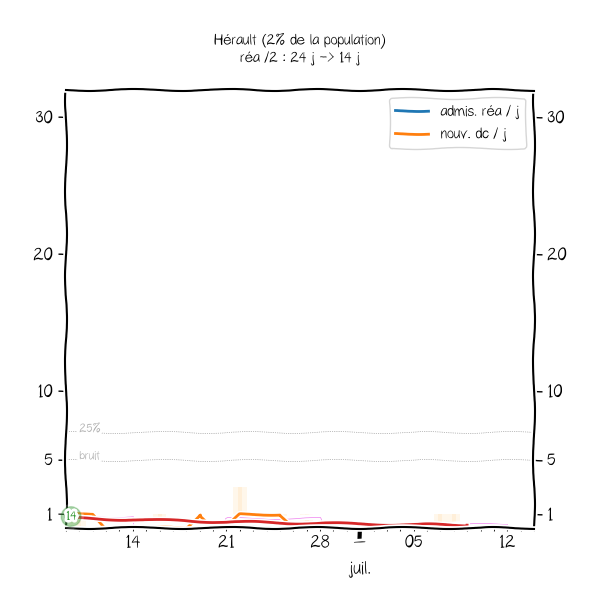 Hérault (2% de la population)
réa /2 : 24 j -> 14 j
admis. réa / j
nouv. dc / j
30
30
20
20
10
10
25%
5
bruit
5
1
14
1
14
21
28
05
12
juil.